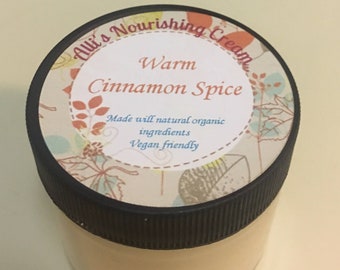 Alli's Nourishing Cream
Warm
Cinnamon Spice
Made will natural organic
ingredients
Vegan friendly